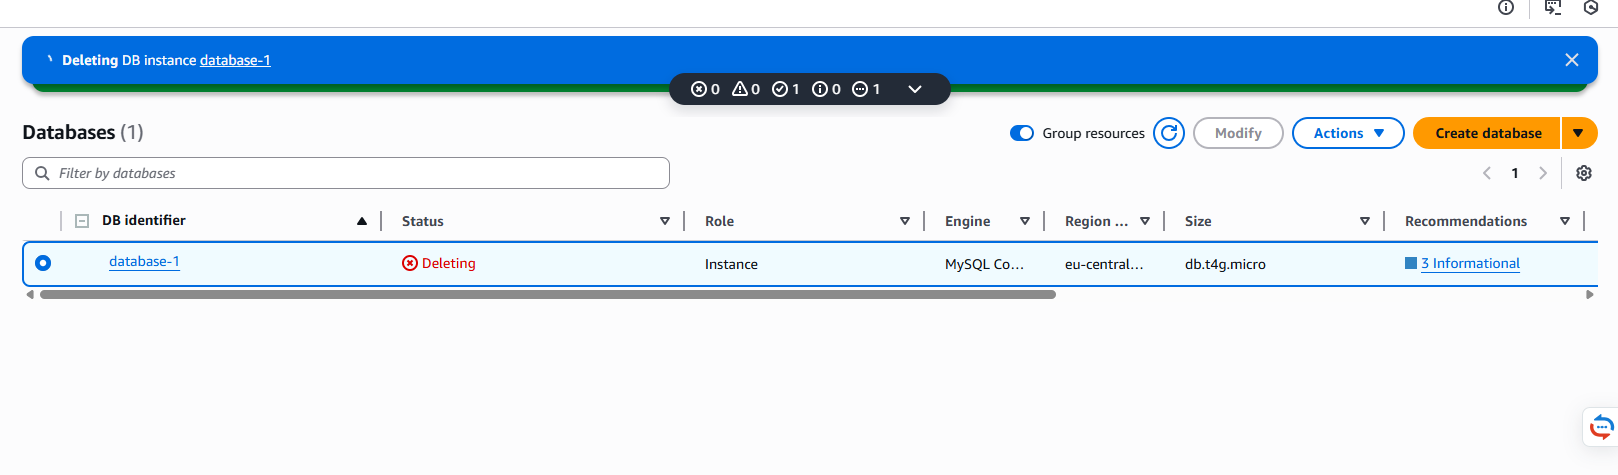 Deleting DB instance database-1
0 0 1 0 1
Databases (1)
Group resources
Modify
Actions
Create database
Filter by databases
1
DB identifier Status Role Engine Region ... Size Recommendations
database-1 Deleting Instance MySQL Co... eu-central... db.t4g.micro 3 Informational